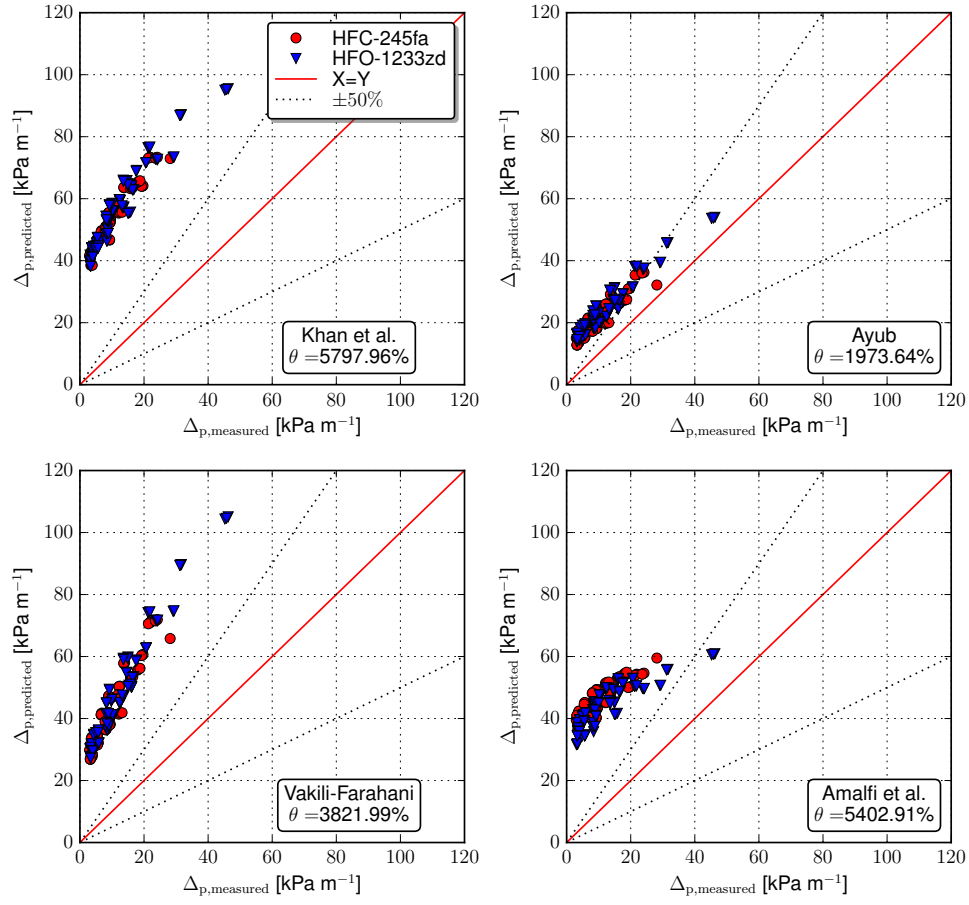 120
100
80
60
40
20
0
Δp,predicted [kPa m−1]
HFC-245fa
HFO-1233zd
X=Y
±50%
Khan et al.
θ =5797.96%
0 20 40 60 80 100 120
Δp,measured [kPa m−1]
120
100
80
60
40
20
0
Δp,predicted [kPa m−1]
Ayub
θ =1973.64%
0 20 40 60 80 100 120
Δp,measured [kPa m−1]
120
100
80
60
40
20
0
Δp,predicted [kPa m−1]
Vakili-Farahani
θ =3821.99%
0 20 40 60 80 100 120
Δp,measured [kPa m−1]
120
100
80
60
40
20
0
Δp,predicted [kPa m−1]
Amalfi et al.
θ =5402.91%
0 20 40 60 80 100 120
Δp,measured [kPa m−1]